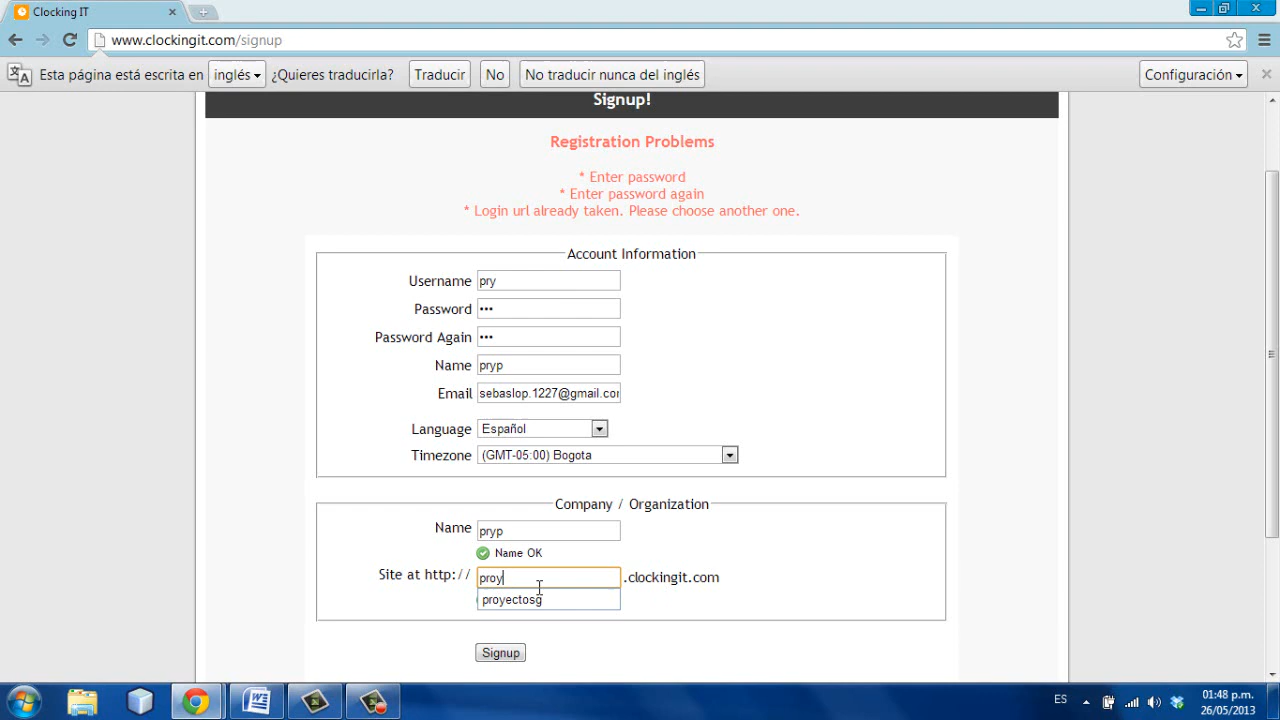 Clocking IT
www.clockingit.com/signup
Esta página está escrita en inglés ¿Quieres traducirla? Traducir No No traducir nunca del inglés Configuración
Signup!
Registration Problems
* Enter password
* Enter password again
* Login url already taken. Please choose another one.
Account Information
Username pry
Password •••
Password Again •••
Name pryp
Email sebaslop.1227@gmail.co
Language Español
Timezone (GMT-05:00) Bogota
Company / Organization
Name pryp
Name OK
Site at http:// proy .clockingit.com
proyectosg
Signup
ES 01:48 p.m.
26/05/2013